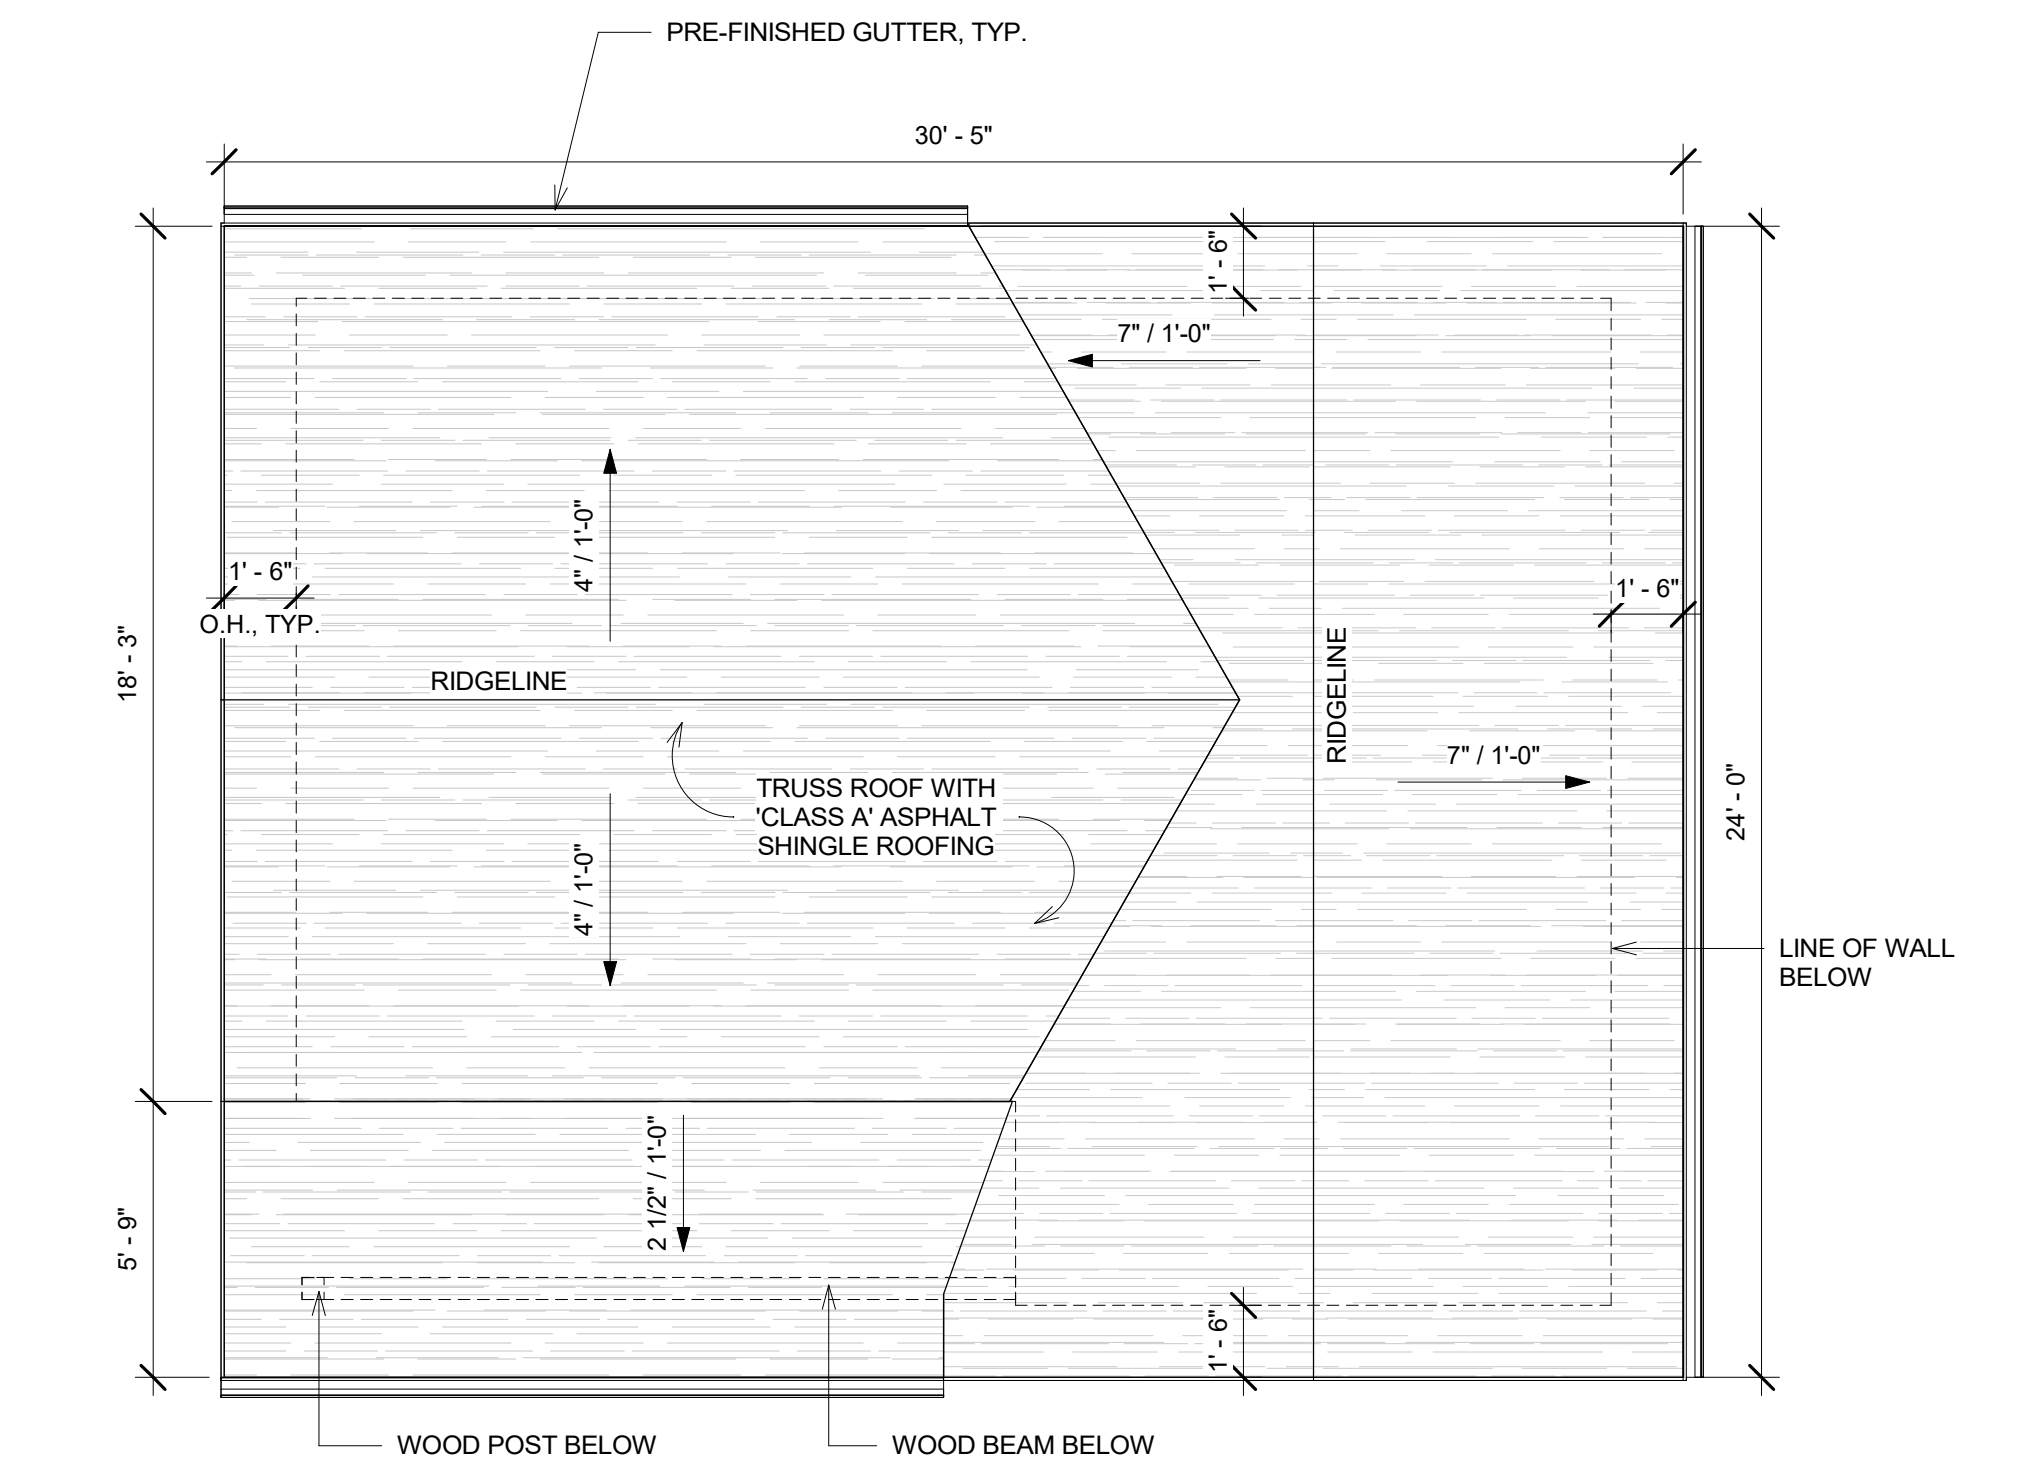 PRE-FINISHED GUTTER, TYP.
30' - 5"
1' - 6"
7" / 1'-0"
4" / 1'-0"
1' - 6"
O.H., TYP.
1' - 6"
18' - 3"
RIDGELINE
RIDGELINE
7" / 1'-0"
24' - 0"
TRUSS ROOF WITH
'CLASS A' ASPHALT
SHINGLE ROOFING
4" / 1'-0"
LINE OF WALL
BELOW
2 1/2" / 1'-0"
5' - 9"
1' - 6"
WOOD POST BELOW
WOOD BEAM BELOW